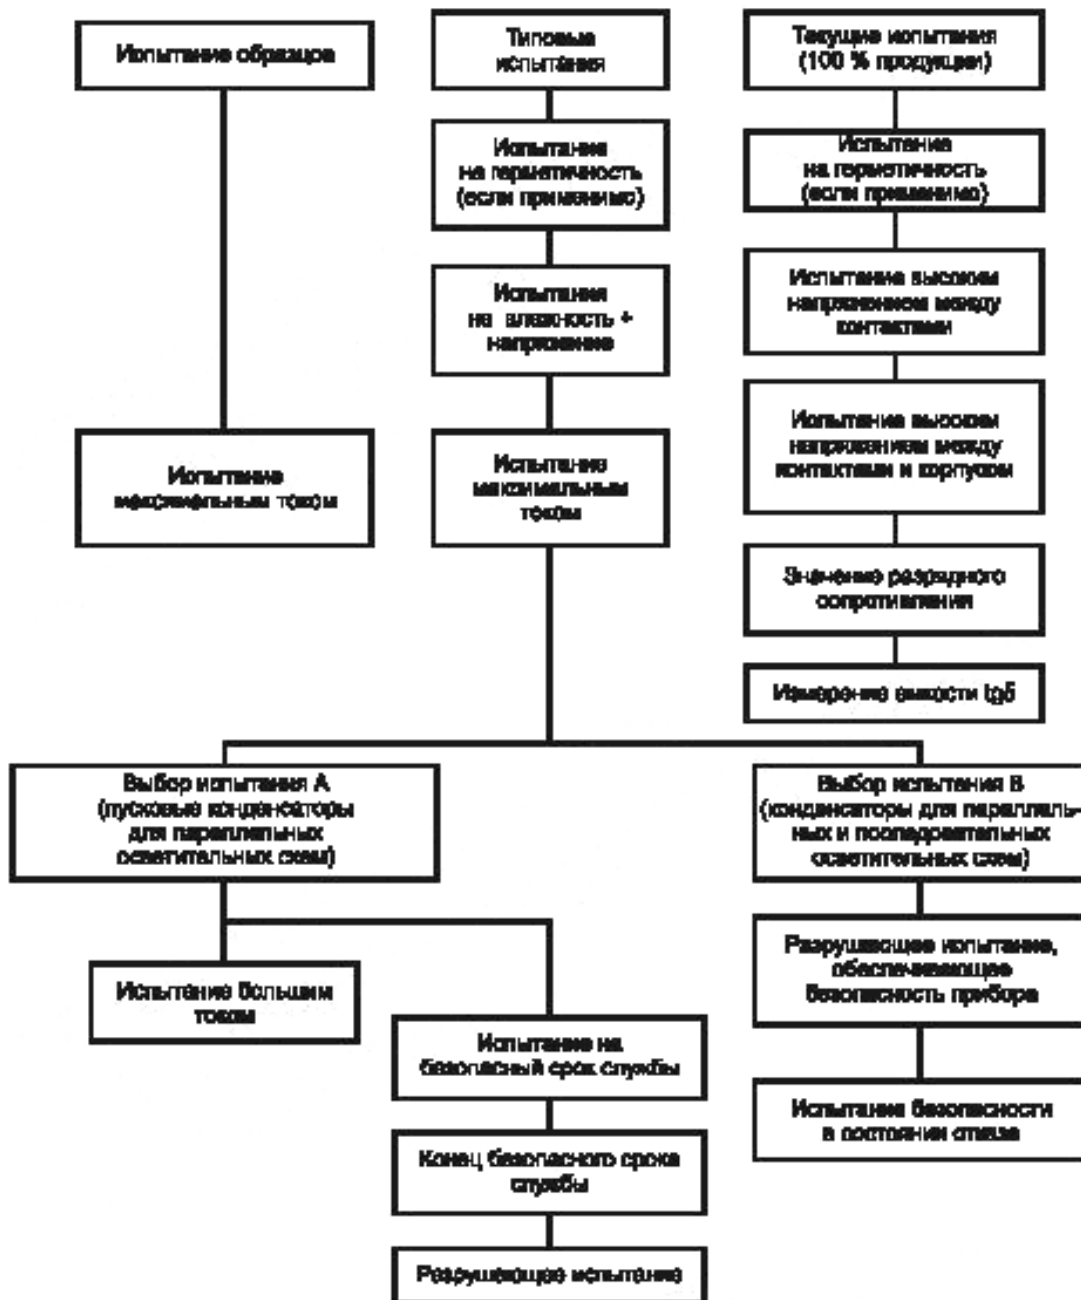 Испытание образцов
Типовые
испытания
Текущие испытания
(100 % продукции)
Испытание
на герметичность
(если применимо)
Испытание
на герметичность
(если применимо)
Испытания
на влажность +
напряжение
Испытание высоким
напряжением между
контактами
Испытание
максимальным током
Испытание
максимальным
током
Испытание высоким
напряжением между
контактами и корпусом
Значение разрядного
сопротивления
Измерение емкости tgδ
Выбор испытания А
(пусковые конденсаторы
для параллельных
осветительных схем)
Выбор испытания В
(конденсаторы для параллель-
ных и последовательных
осветительных схем)
Испытание большим
током
Разрушающее испытание,
обеспечивающее
безопасность прибора
Испытание на
безопасный срок службы
Испытание безопасности
в состоянии отказа
Конец безопасного срока
службы
Разрушающее испытание